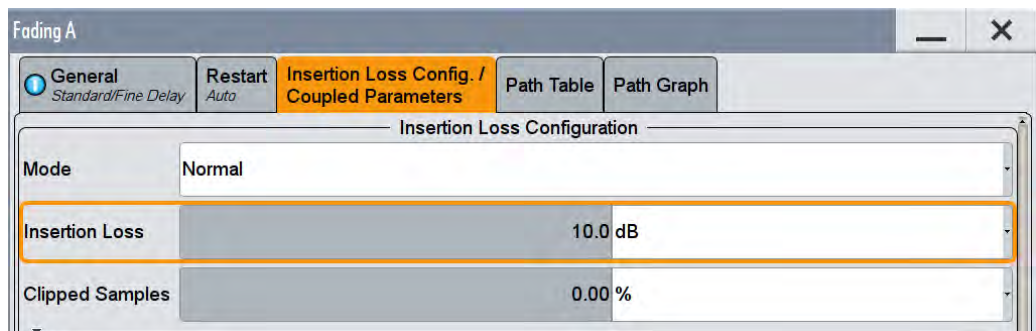 Fading A
General
Standard/Fine Delay
Restart
Auto
Insertion Loss Config. /
Coupled Parameters
Path Table
Path Graph
Insertion Loss Configuration
Mode
Normal
Insertion Loss
10.0 dB
Clipped Samples
0.00 %